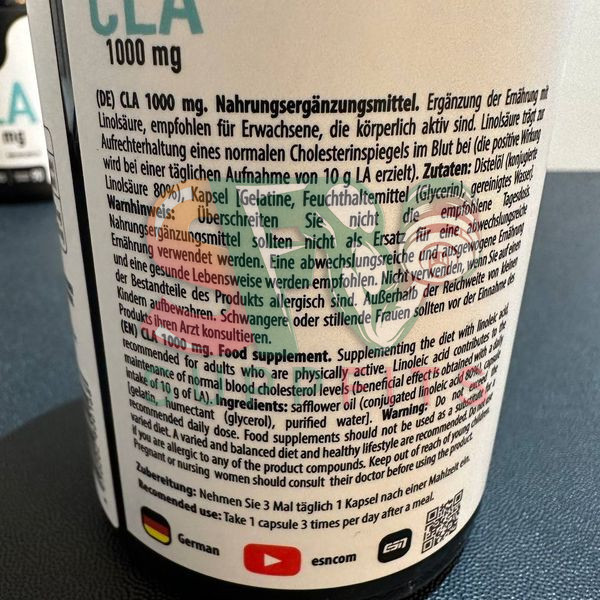 CLA
1000 mg
LA
mg
(DE) CLA 1000 mg. Nahrungsergänzungsmittel. Ergänzung der Ernährung mit
Linolsäure, empfohlen für Erwachsene, die körperlich aktiv sind. Linolsäure trägt zur
Aufrechterhaltung eines normalen Cholesterinspiegels im Blut bei (die positive Wirkung
wird bei einer täglichen Aufnahme von 10 g LA erzielt). Zutaten: Distelöl (konjugierte
Linolsäure 80%), Kapsel [Gelatine, Feuchthaltemittel (Glycerin), gereinigtes Wasser].
Warnhinweis: Überschreiten Sie nicht die empfohlene Tagesdosis.
Nahrungsergänzungsmittel sollten nicht als Ersatz für eine abwechslungsreiche
Ernährung verwendet werden. Eine abwechslungsreiche und ausgewogene Ernährung
und eine gesunde Lebensweise werden empfohlen. Nicht verwenden, wenn Sie auf einen
der Bestandteile des Produkts allergisch sind. Außerhalb der Reichweite von kleinen
Kindern aufbewahren. Schwangere oder stillende Frauen sollten vor der Einnahme des
Produkts ihren Arzt konsultieren.
(EN) CLA 1000 mg. Food supplement. Supplementing the diet with linoleic acid,
recommended for adults who are physically active. Linoleic acid contributes to the
maintenance of normal blood cholesterol levels (beneficial effect is obtained with a daily
intake of 10 g of LA). Ingredients: safflower oil (conjugated linoleic acid 80%), capsule
[gelatin, humectant (glycerol), purified water]. Warning: Do not exceed the
recommended daily dose. Food supplements should not be used as a substitute for a
varied diet. A varied and balanced diet and healthy lifestyle are recommended. Do not use
if you are allergic to any of the product compounds. Keep out of reach of young children.
Pregnant or nursing women should consult their doctor before using the product.
Zubereitung: Nehmen Sie 3 Mal täglich 1 Kapsel nach einer Mahlzeit ein.
Recomended use: Take 1 capsule 3 times per day after a meal.
German
esncom
ESN